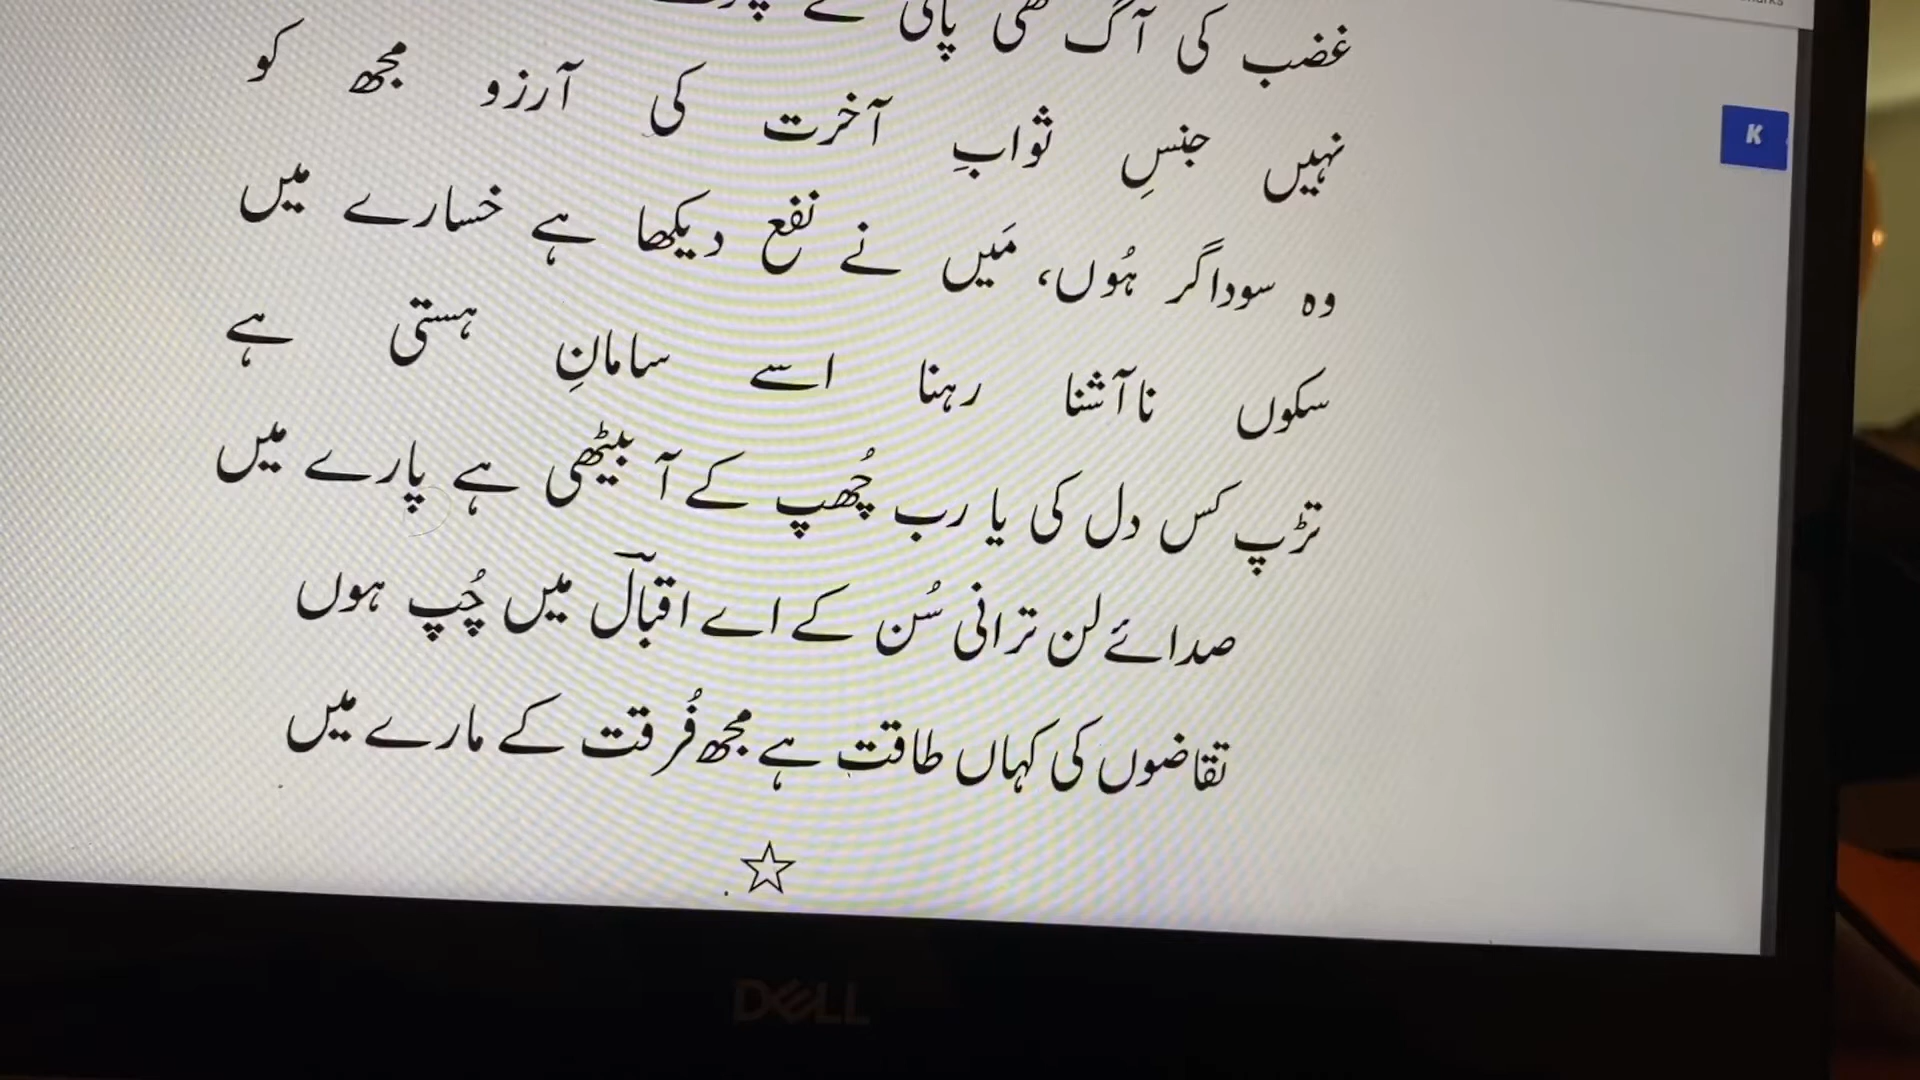 غضب کی آگ تھی پانی کے
نہیں جنسِ ثوابِ آخرت کی آرزو مجھ کو
وہ سوداگر ہُوں، مَیں نے نفع دیکھا ہے خسارے میں
سکوں ناآشنا رہنا اسے سامانِ ہستی ہے
تڑپ کس دل کی یا رب چُھپ کے آ بیٹھی ہے پارے میں
صدائے لن ترانی سُن کے اے اقبالؔ میں چُپ ہوں
تقاضوں کی کہاں طاقت ہے مجھ فُرقت کے مارے میں
K
DELL